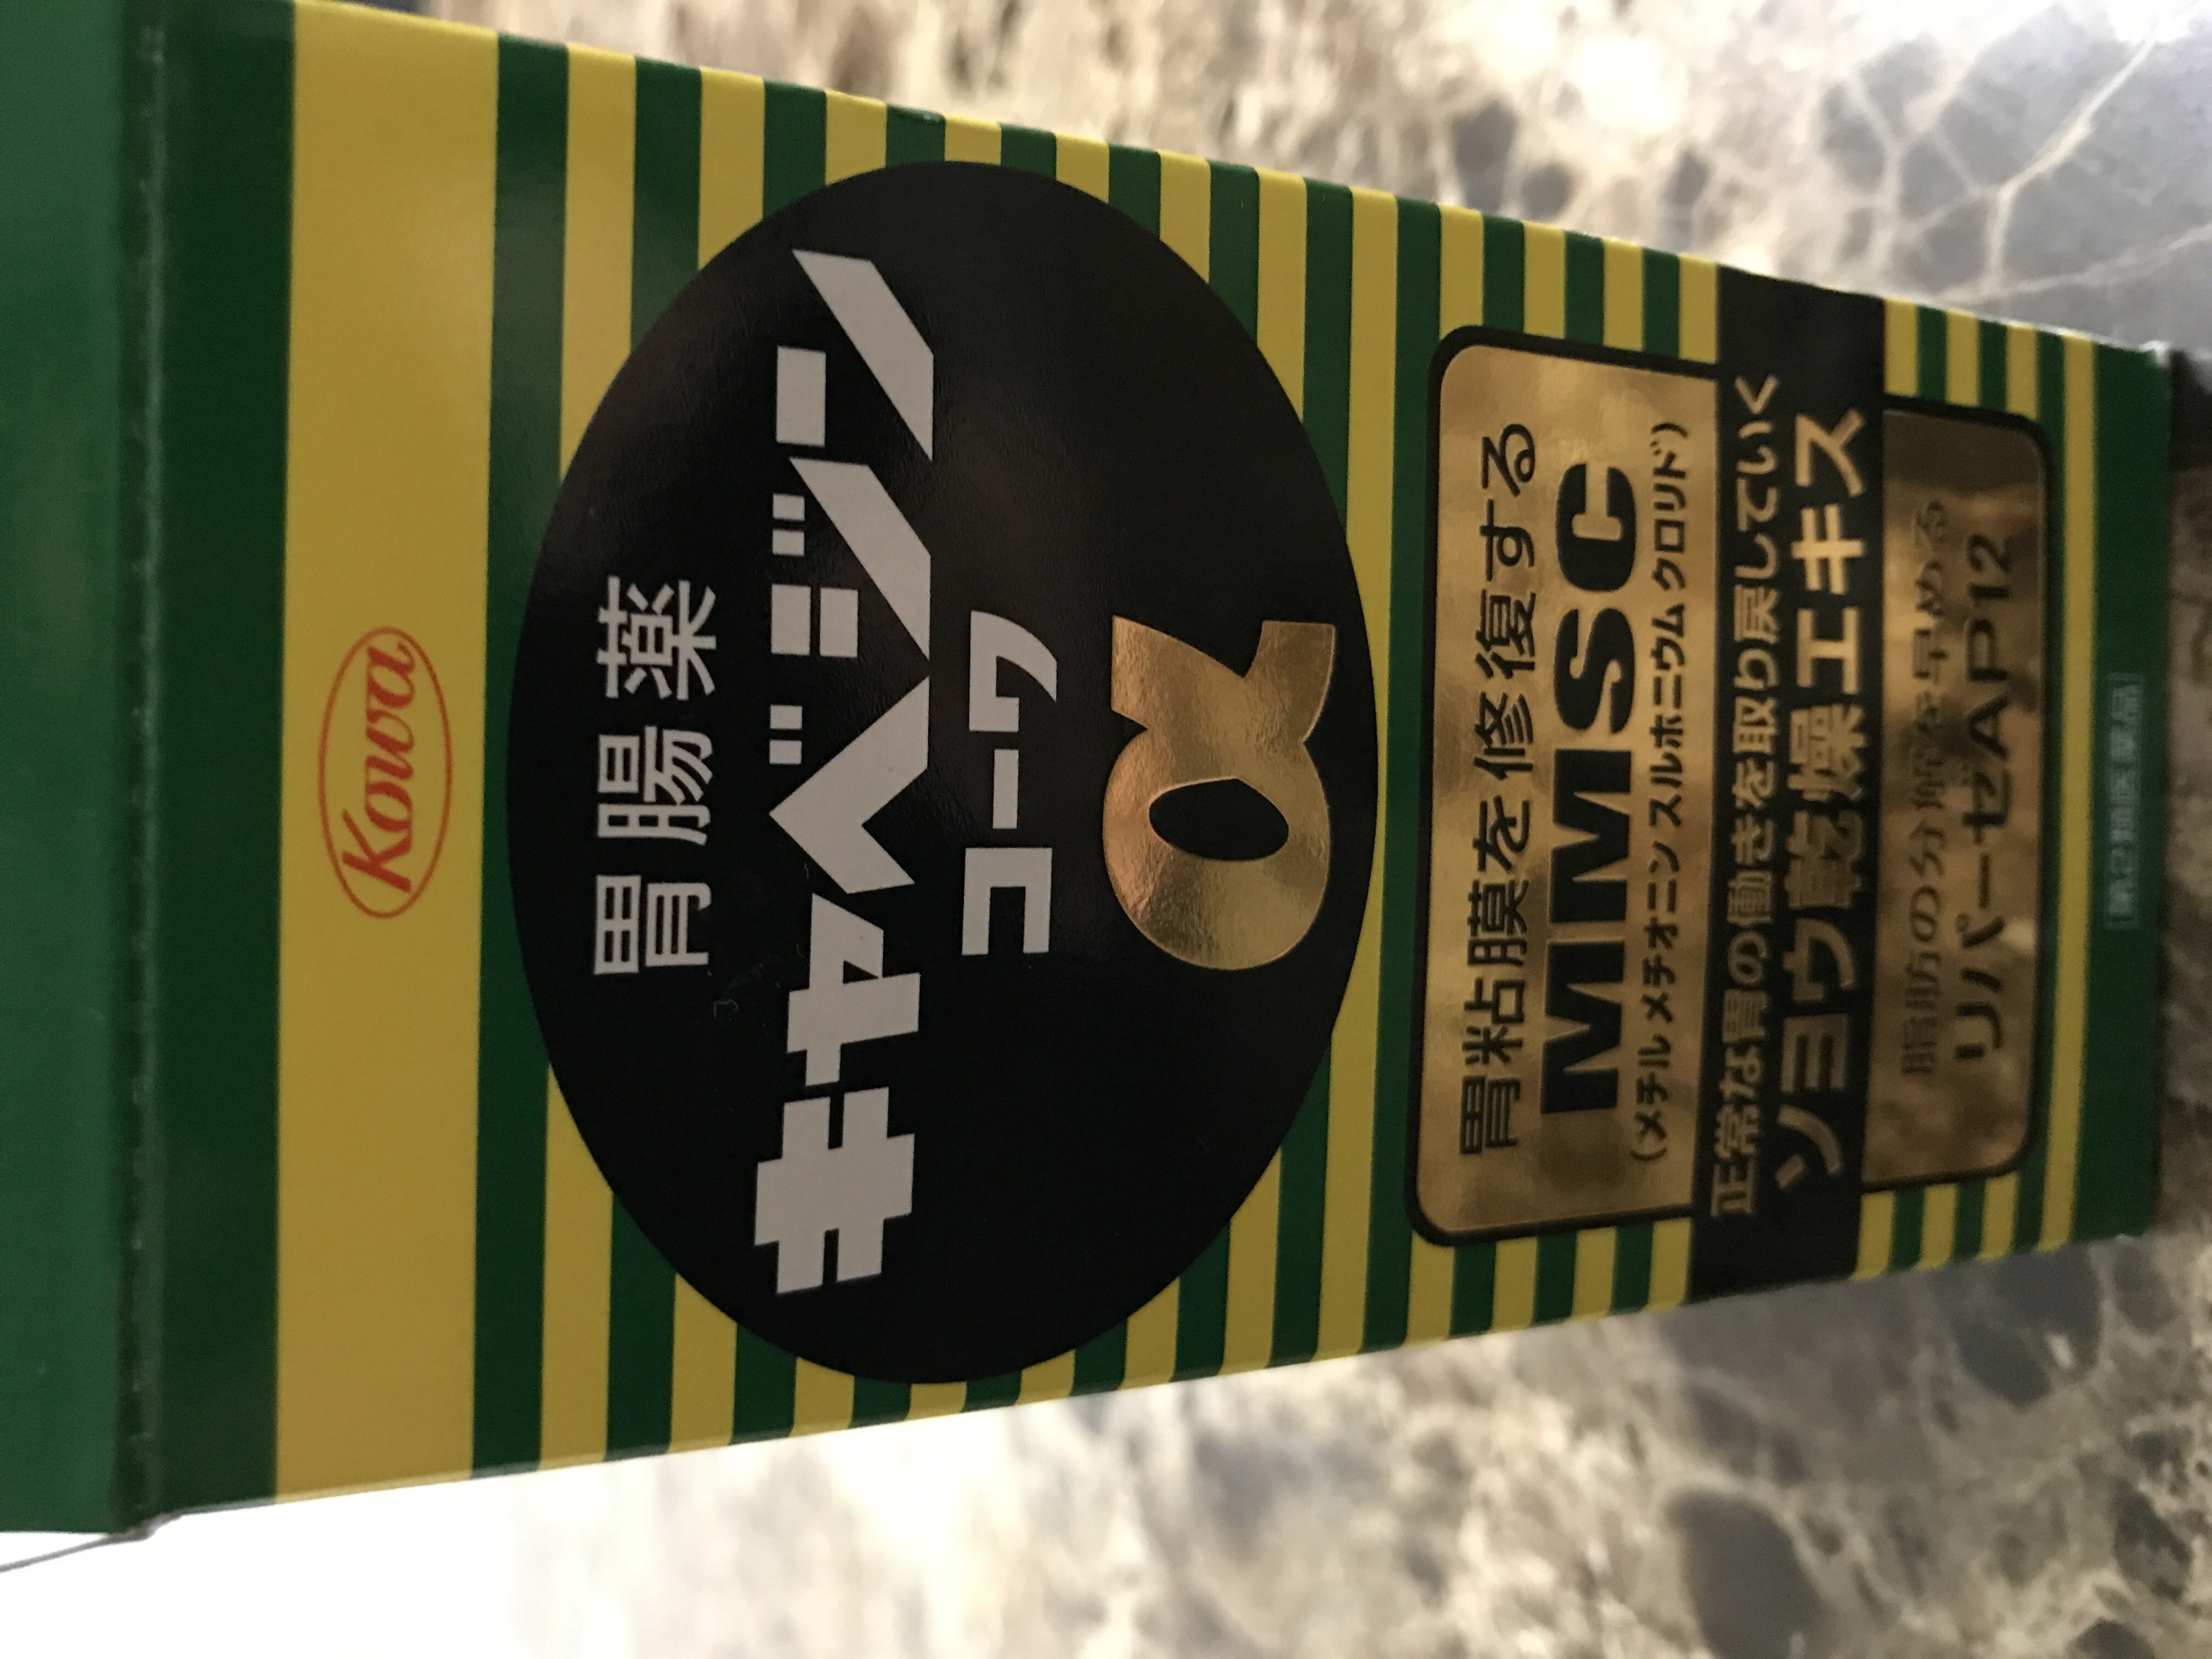 Kowa
胃腸薬
キャベジン
コーワ
α
胃粘膜を修復する
MMSC
(メチルメチオニンスルホニウムクロリド)
正常な胃の働きを取り戻していく
ソヨウ乾燥エキス
脂肪の分解を早める
リパーゼAP12
第2類医薬品